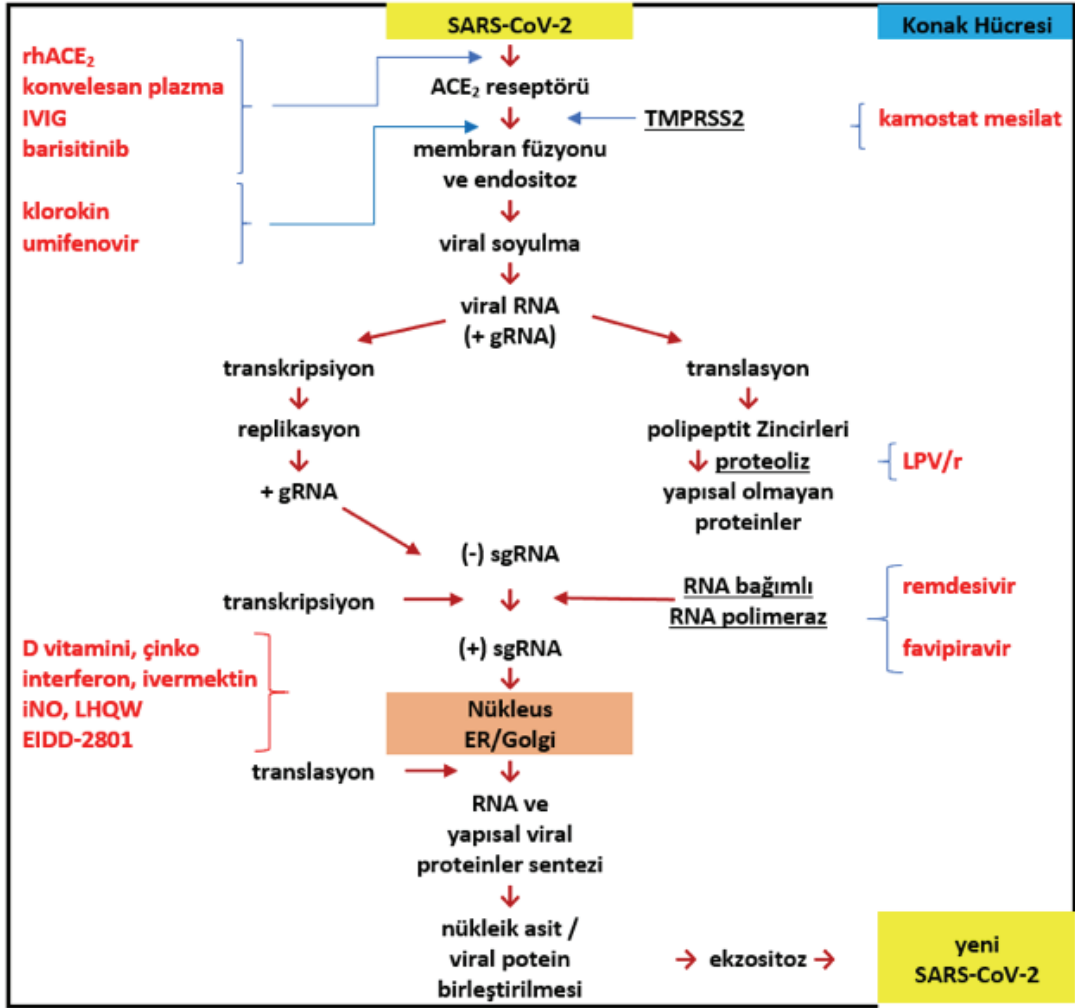 SARS-CoV-2
Konak Hücresi
rhACE₂
konvelesan plazma
IVIG
barisitinib
ACE₂ reseptörü
TMPRSS2
kamostat mesilat
membran füzyonu
ve endositoz
klorokin
umifenovir
viral soyulma
viral RNA
(+ gRNA)
transkripsiyon
translasyon
replikasyon
polipeptit Zincirleri
proteoliz
LPV/r
+ gRNA
yapısal olmayan
proteinler
(-) sgRNA
transkripsiyon
RNA bağımlı
RNA polimeraz
remdesivir
favipiravir
(+) sgRNA
D vitamini, çinko
interferon, ivermektin
iNO, LHQW
EIDD-2801
Nükleus
ER/Golgi
translasyon
RNA ve
yapısal viral
proteinler sentezi
nükleik asit /
viral potein
birleştirilmesi
ekzositoz
yeni
SARS-CoV-2